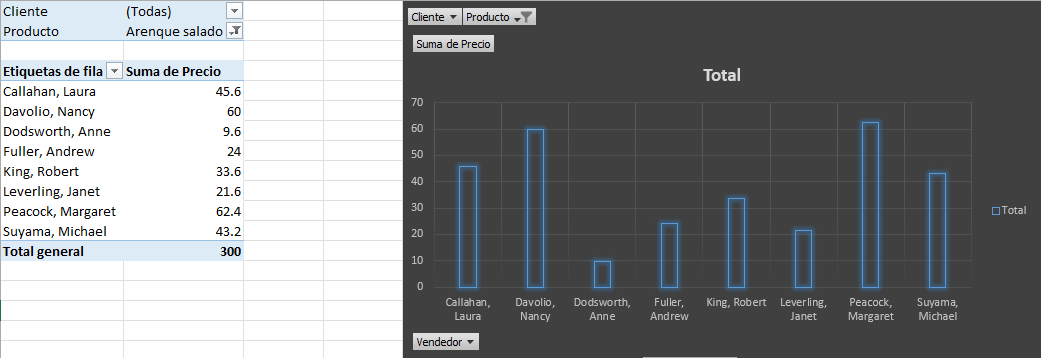 Cliente (Todas)
Producto Arenque salado
Etiquetas de fila Suma de Precio
Callahan, Laura 45.6
Davolio, Nancy 60
Dodsworth, Anne 9.6
Fuller, Andrew 24
King, Robert 33.6
Leverling, Janet 21.6
Peacock, Margaret 62.4
Suyama, Michael 43.2
Total general 300
Cliente Producto
Suma de Precio
Total
70
60
50
40
30
20
10
0
Callahan, Laura
Davolio, Nancy
Dodsworth, Anne
Fuller, Andrew
King, Robert
Leverling, Janet
Peacock, Margaret
Suyama, Michael
Total
Vendedor